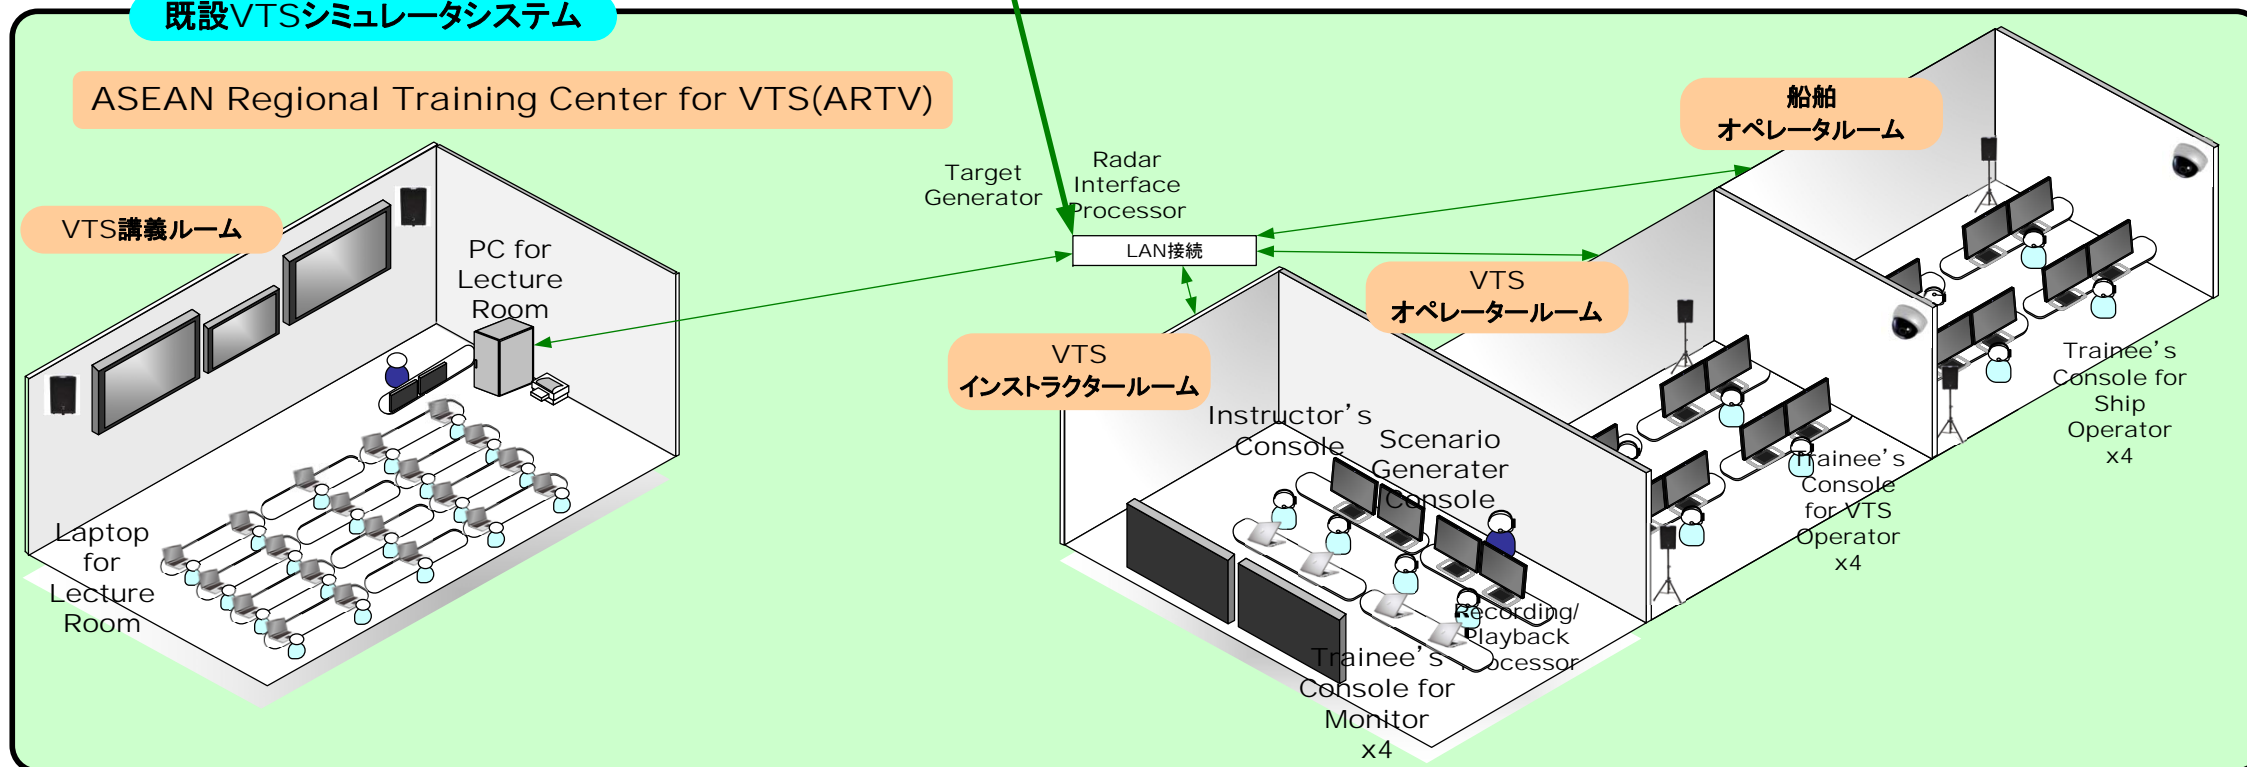 既設VTSシミュレータシステム
ASEAN Regional Training Center for VTS(ARTV)
船舶
オペレータルーム
Target
Generator
Radar
Interface
Processor
LAN接続
VTS講義ルーム
PC for
Lecture
Room
VTS
オペレータールーム
VTS
インストラクタールーム
Instructor’s
Console
Scenario
Generater
Console
Trainee’s
Console for
Ship
Operator
x4
Trainee’s
Console
for VTS
Operator
x4
Laptop
for
Lecture
Room
Recording/
Playback
Processor
Trainee’s
Console for
Monitor
x4